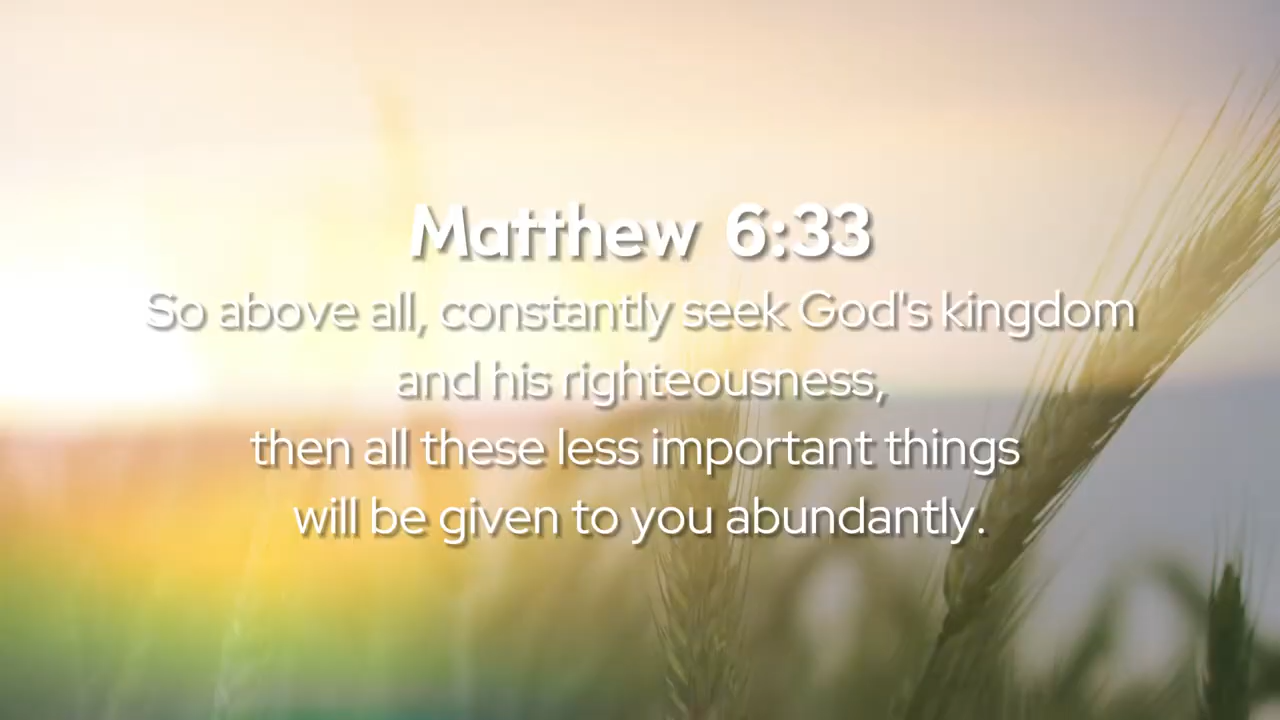 Matthew 6:33
So above all, constantly seek God's kingdom
and his righteousness,
then all these less important things
will be given to you abundantly.